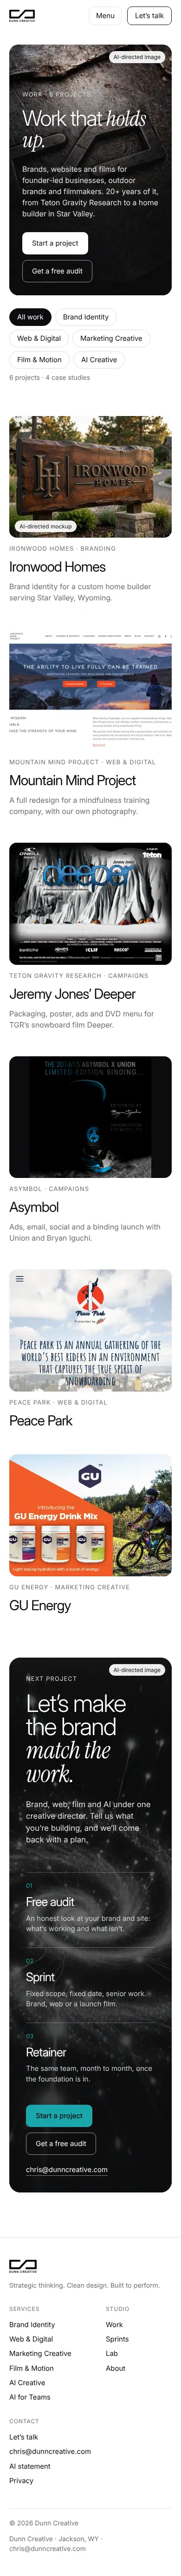 DUNN CREATIVE
Menu
Let's talk
AI-directed image
WORK · 6 PROJECTS
Work that holds
up.
Brands, websites and films for
founder-led businesses, outdoor
brands and filmmakers. 20+ years of it,
from Teton Gravity Research to a home
builder in Star Valley.
Start a project
Get a free audit
All work
Brand Identity
Web & Digital
Marketing Creative
Film & Motion
AI Creative
6 projects · 4 case studies
IRONWOOD
HOMES
AI-directed mockup
IRONWOOD HOMES · BRANDING
Ironwood Homes
Brand identity for a custom home builder
serving Star Valley, Wyoming.
THE ABILITY TO LIVE FULLY CAN BE TRAINED
MOUNTAIN MIND PROJECT · WEB & DIGITAL
Mountain Mind Project
A full redesign for a mindfulness training
company, with our own photography.
O'NEILL
teton
deeper
TETON GRAVITY RESEARCH · CAMPAIGNS
Jeremy Jones' Deeper
Packaging, poster, ads and DVD menu for
TGR's snowboard film Deeper.
THE 2014/15 ASYMBOL X UNION
LIMITED-EDITION BINDING...
ASYMBOL · CAMPAIGNS
Asymbol
Ads, email, social and a binding launch with
Union and Bryan Iguchi.
Peace Park
PEACE PARK IS AN ANNUAL GATHERING OF THE
WORLD'S BEST RIDERS IN AN ENVIRONMENT
THAT CAPTURES THE TRUE SPIRIT OF
SNOWBOARDING
PEACE PARK · WEB & DIGITAL
Peace Park
GU
Introducing the
GU Energy Drink Mix
Light tasting hydration with a boost of energy!
GU ENERGY · MARKETING CREATIVE
GU Energy
AI-directed image
NEXT PROJECT
Let's make
the brand
match the
work.
Brand, web, film and AI under one
creative director. Tell us what
you're building, and we'll come
back with a plan.
01
Free audit
An honest look at your brand and site:
what's working and what isn't.
02
Sprint
Fixed scope, fixed date, senior work.
Brand, web or a launch film.
03
Retainer
The same team, month to month, once
the foundation is in.
Start a project
Get a free audit
chris@dunncreative.com
DUNN CREATIVE
Strategic thinking. Clean design. Built to perform.
SERVICES
Brand Identity
Web & Digital
Marketing Creative
Film & Motion
AI Creative
AI for Teams
STUDIO
Work
Sprints
Lab
About
CONTACT
Let's talk
chris@dunncreative.com
AI statement
Privacy
© 2026 Dunn Creative
Dunn Creative · Jackson, WY ·
chris@dunncreative.com